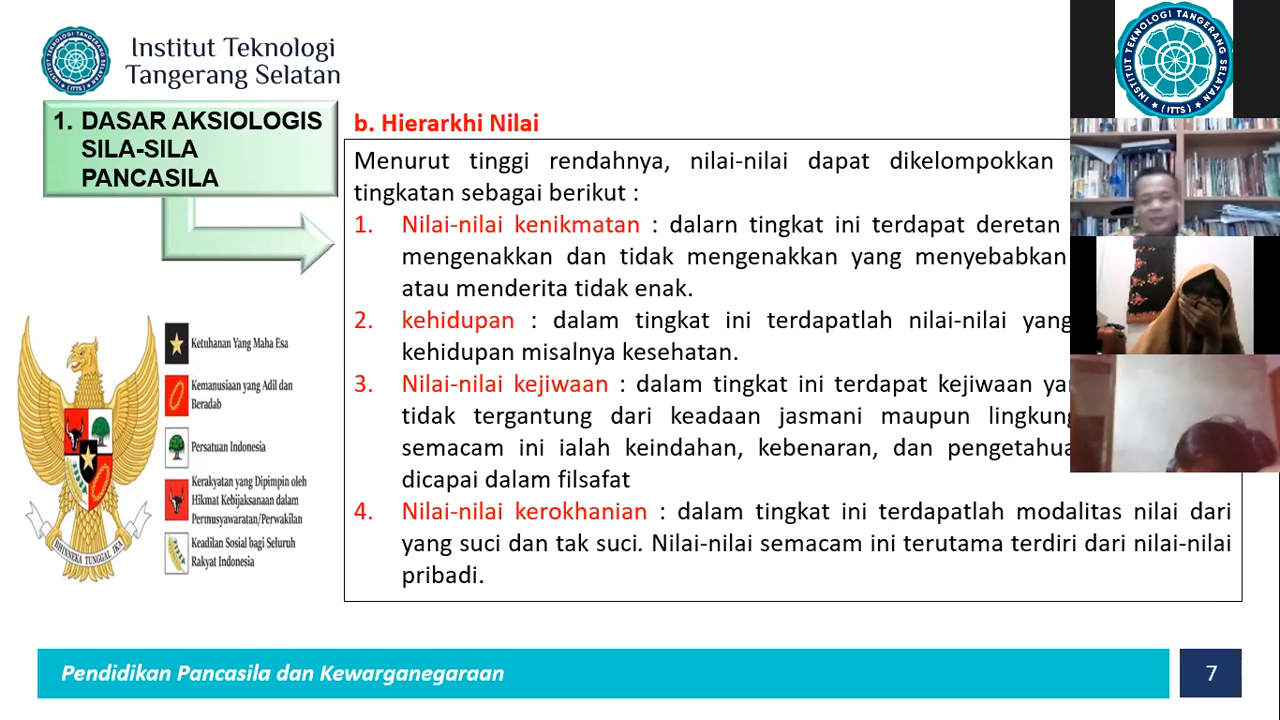 Institut Teknologi
Tangerang Selatan
INSTITUT TEKNOLOGI TANGERANG SELATAN
(ITTS)
1. DASAR AKSIOLOGIS
SILA-SILA
PANCASILA
b. Hierarkhi Nilai
Menurut tinggi rendahnya, nilai-nilai dapat dikelompokkan
tingkatan sebagai berikut :
1. Nilai-nilai kenikmatan : dalarn tingkat ini terdapat deretan
mengenakkan dan tidak mengenakkan yang menyebabkan
atau menderita tidak enak.
2. kehidupan : dalam tingkat ini terdapatlah nilai-nilai yang
kehidupan misalnya kesehatan.
3. Nilai-nilai kejiwaan : dalam tingkat ini terdapat kejiwaan
tidak tergantung dari keadaan jasmani maupun
semacam ini ialah keindahan, kebenaran, dan
dicapai dalam filsafat
4. Nilai-nilai kerokhanian : dalam tingkat ini terdapatlah modalitas nilai dari
yang suci dan tak suci. Nilai-nilai semacam ini terutama terdiri dari nilai-nilai
pribadi.
Ketuhanan Yang Maha Esa
Kemanusiaan yang Adil dan
Beradab
Persatuan Indonesia
Kerakyatan yang Dipimpin oleh
Hikmat Kebijaksanaan dalam
Permusyawaratan/Perwakilan
Keadilan Sosial bagi Seluruh
Rakyat Indonesia
BHINNEKA TUNGGAL IKA
Pendidikan Pancasila dan Kewarganegaraan
7